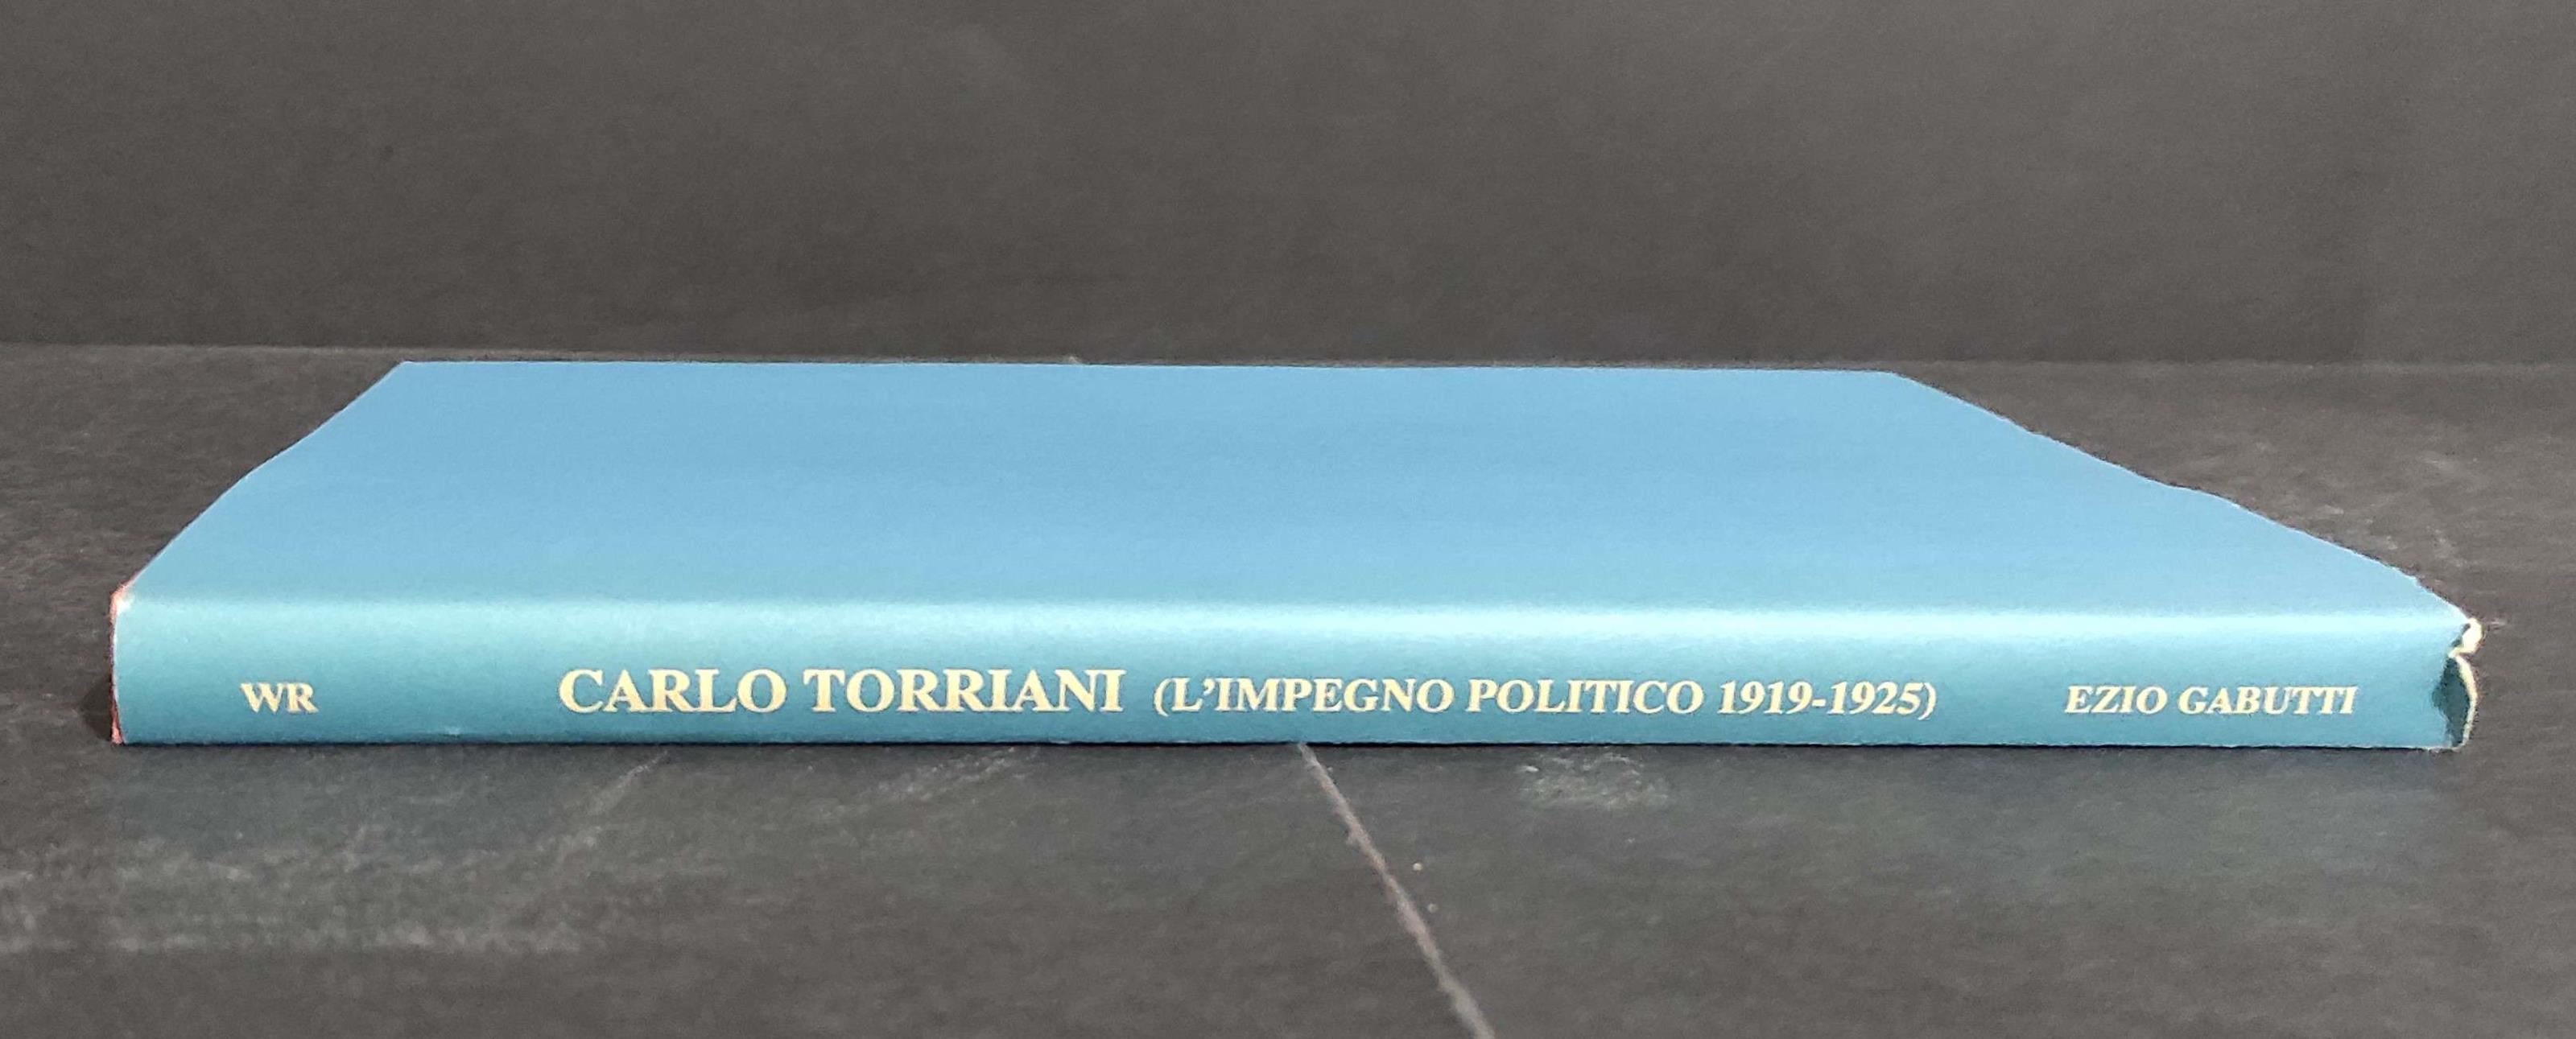 WR CARLO TORRIANI (L'IMPEGNO POLITICO 1919-1925) EZIO GABUTTI